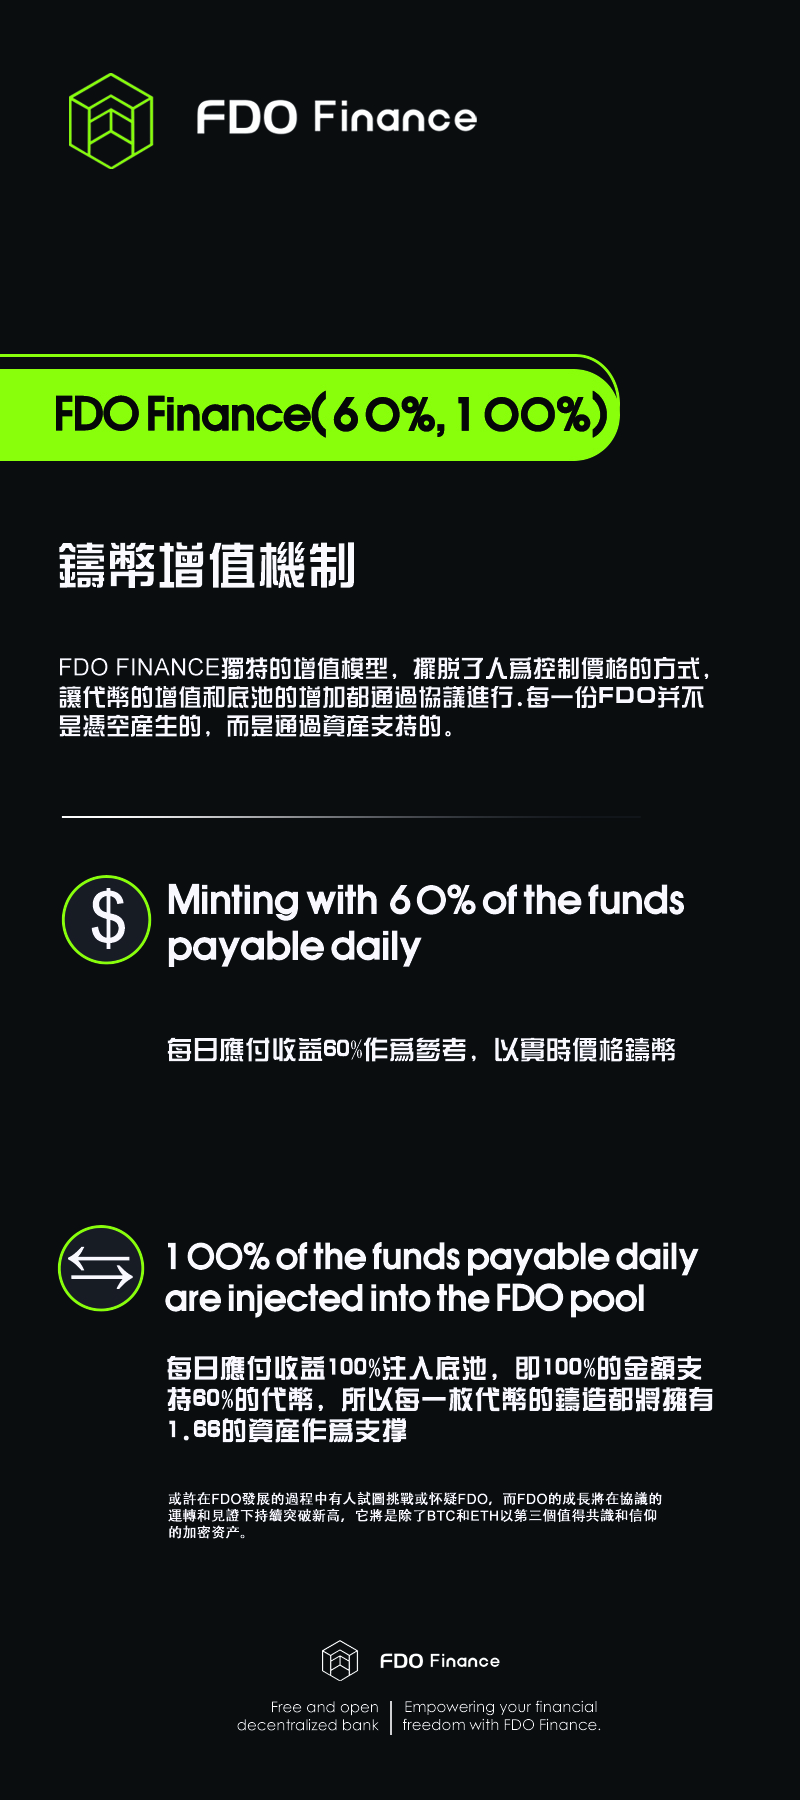 FDO Finance
FDO Finance(60%,100%)
鑄幣增值機制
FDO FINANCE獨特的增值模型，擺脫了人爲控制價格的方式，
讓代幣的增值和底池的增加都通過協議進行.每一份FDO并不
是憑空産生的，而是通過資産支持的。
Minting with 60% of the funds
payable daily
每日應付收益60%作爲參考，以實時價格鑄幣
100% of the funds payable daily
are injected into the FDO pool
每日應付收益100%注入底池，即100%的金額支
持60%的代幣，所以每一枚代幣的鑄造都將擁有
1.66的資産作爲支撐
或許在FDO發展的過程中有人試圖挑戰或怀疑FDO，而FDO的成長將在協議的
運轉和見證下持續突破新高，它將是除了BTC和ETH以第三個值得共識和信仰
的加密资产。
FDO Finance
Free and open
decentralized bank
Empowering your financial
freedom with FDO Finance.